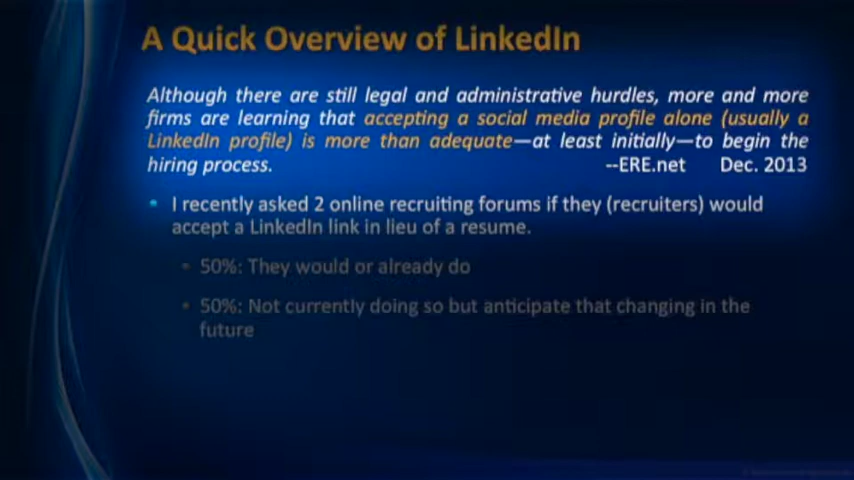 A Quick Overview of LinkedIn
Although there are still legal and administrative hurdles, more and more
firms are learning that accepting a social media profile alone (usually a
LinkedIn profile) is more than adequate—at least initially—to begin the
hiring process. --ERE.net Dec. 2013
• I recently asked 2 online recruiting forums if they (recruiters) would
accept a LinkedIn link in lieu of a resume.
• 50%: They would or already do
• 50%: Not currently doing so but anticipate that changing in the
future